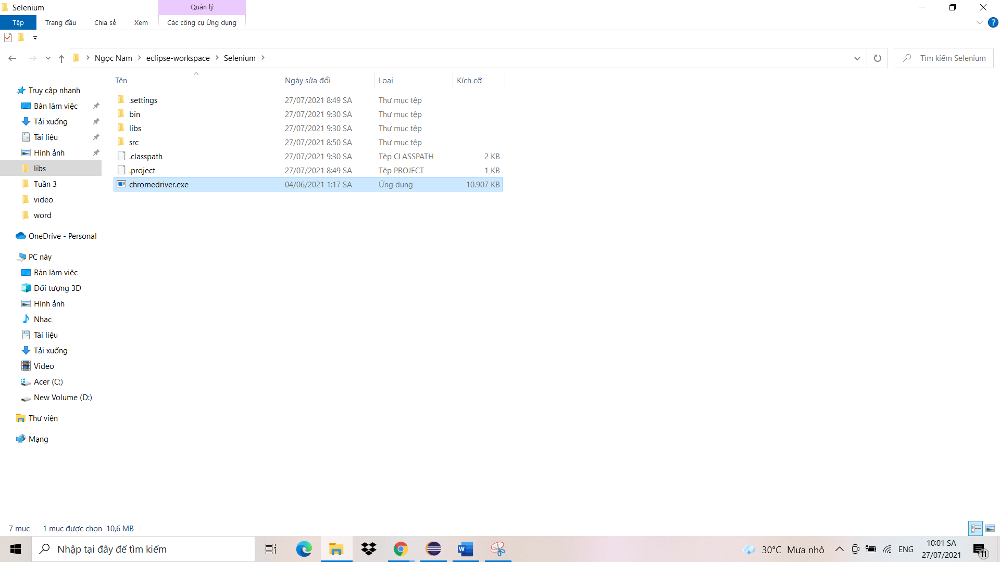 Selenium
Quản lý
Tệp
Trang đầu
Chia sẻ
Xem
Các công cụ Ứng dụng
?
Ngọc Nam
eclipse-workspace
Selenium
Tìm kiếm Selenium
Tên
Ngày sửa đổi
Loại
Kích cỡ
.settings 27/07/2021 8:49 SA Thư mục tệp
bin 27/07/2021 9:30 SA Thư mục tệp
libs 27/07/2021 9:30 SA Thư mục tệp
src 27/07/2021 8:50 SA Thư mục tệp
.classpath 27/07/2021 9:30 SA Tệp CLASSPATH 2 KB
.project 27/07/2021 8:49 SA Tệp PROJECT 1 KB
chromedriver.exe 04/06/2021 1:17 SA Ứng dụng 10.907 KB
Truy cập nhanh
Bàn làm việc
Tải xuống
Tài liệu
Hình ảnh
libs
Tuần 3
video
word
OneDrive - Personal
PC này
Bàn làm việc
Đối tượng 3D
Hình ảnh
Nhạc
Tài liệu
Tải xuống
Video
Acer (C:)
New Volume (D:)
Thư viện
Mạng
7 mục
1 mục được chọn 10,6 MB
Nhập tại đây để tìm kiếm
W
30°C Mưa nhỏ
ENG
10:01 SA
27/07/2021
11